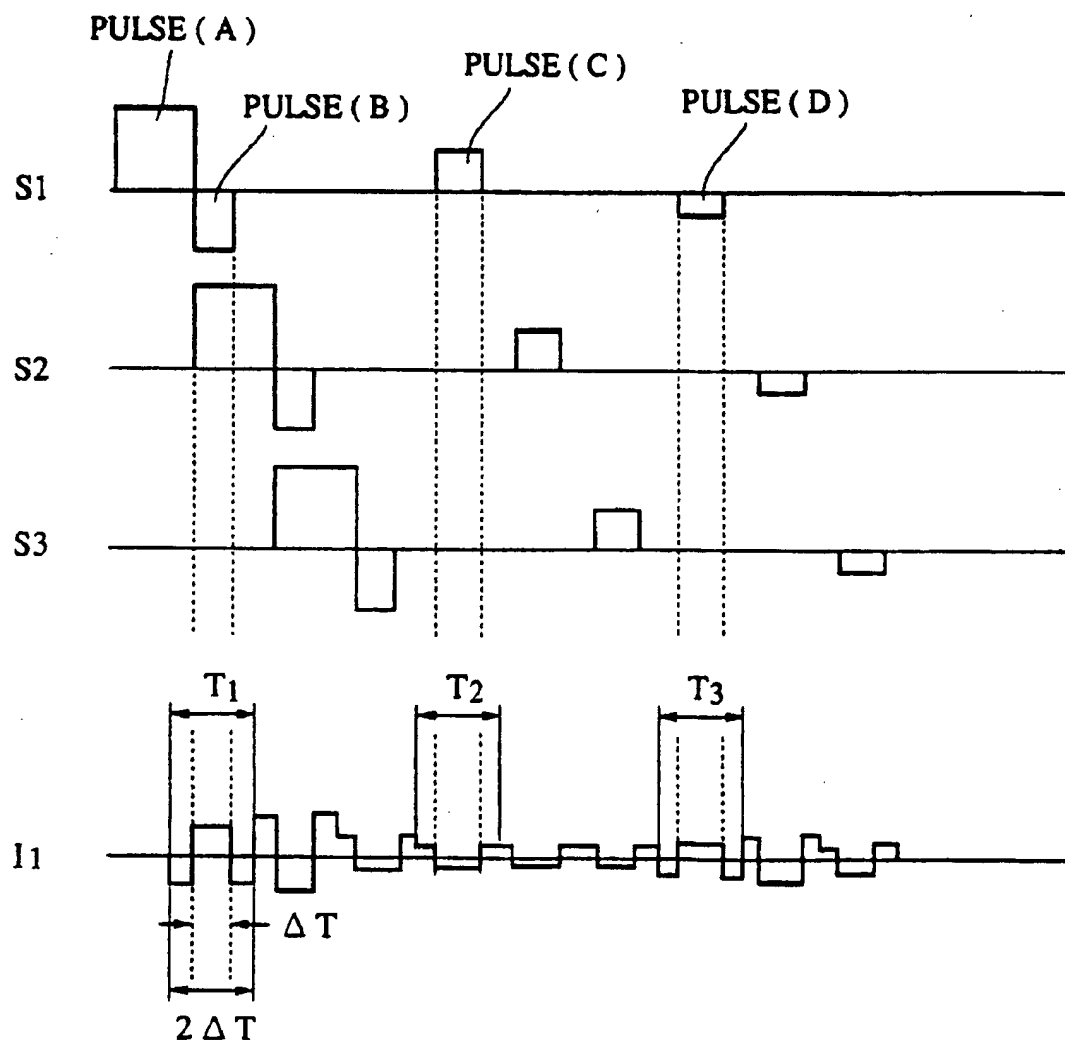 PULSE ( A )
PULSE ( B )
PULSE ( C )
PULSE ( D )
S1
S2
S3
T1
T2
T3
I1
Δ T
2 Δ T